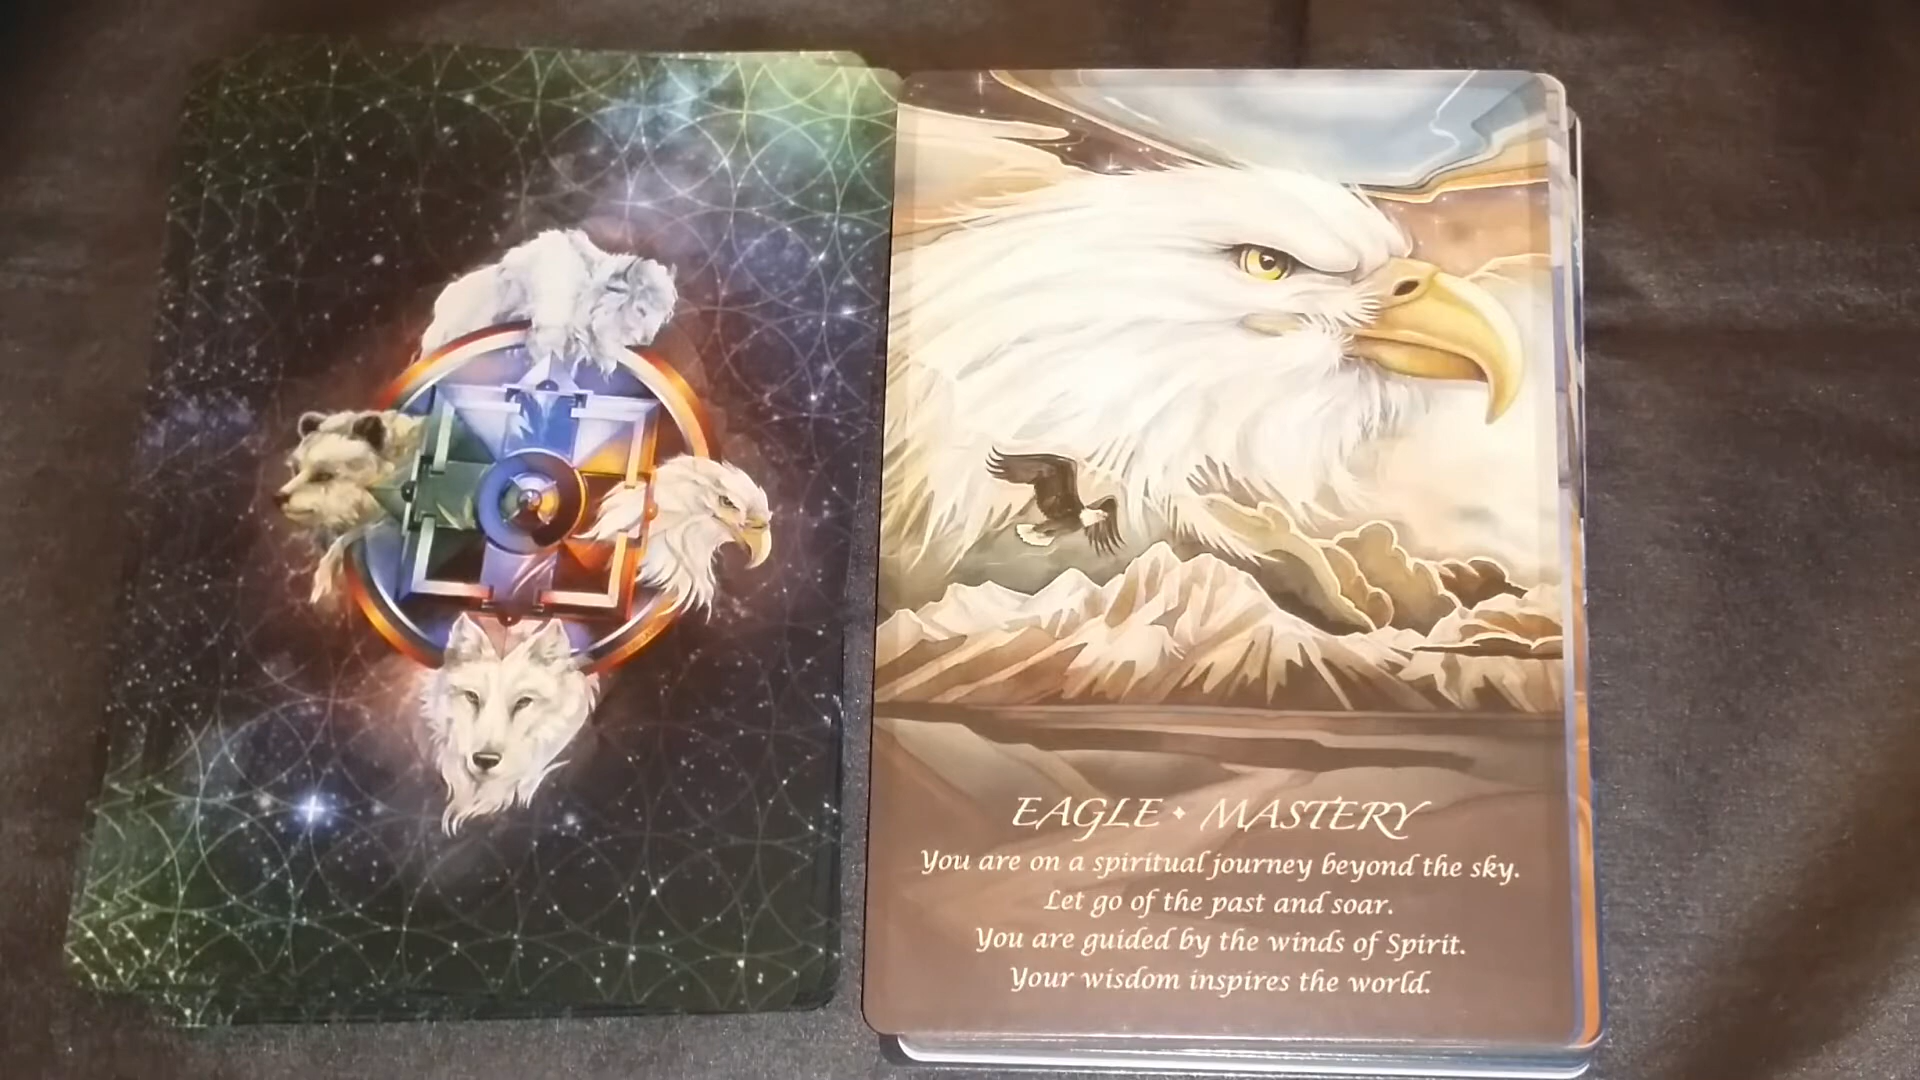 EAGLE ✦ MASTERY
You are on a spiritual journey beyond the sky.
Let go of the past and soar.
You are guided by the winds of Spirit.
Your wisdom inspires the world.